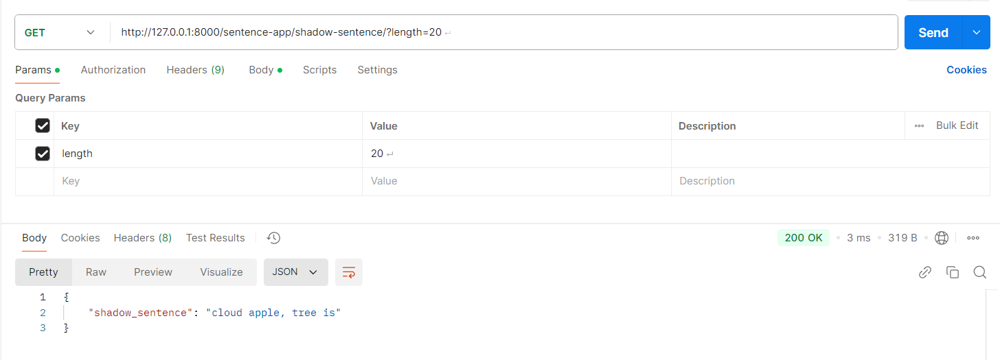 GET http://127.0.0.1:8000/sentence-app/shadow-sentence/?length=20 ↵ Send
Params Authorization Headers (9) Body Scripts Settings Cookies
Query Params
Key Value Description Bulk Edit
length 20 ↵
Key Value Description
Body Cookies Headers (8) Test Results 200 OK 3 ms 319 B
Pretty Raw Preview Visualize JSON
1 {
2 "shadow_sentence": "cloud apple, tree is"
3 }